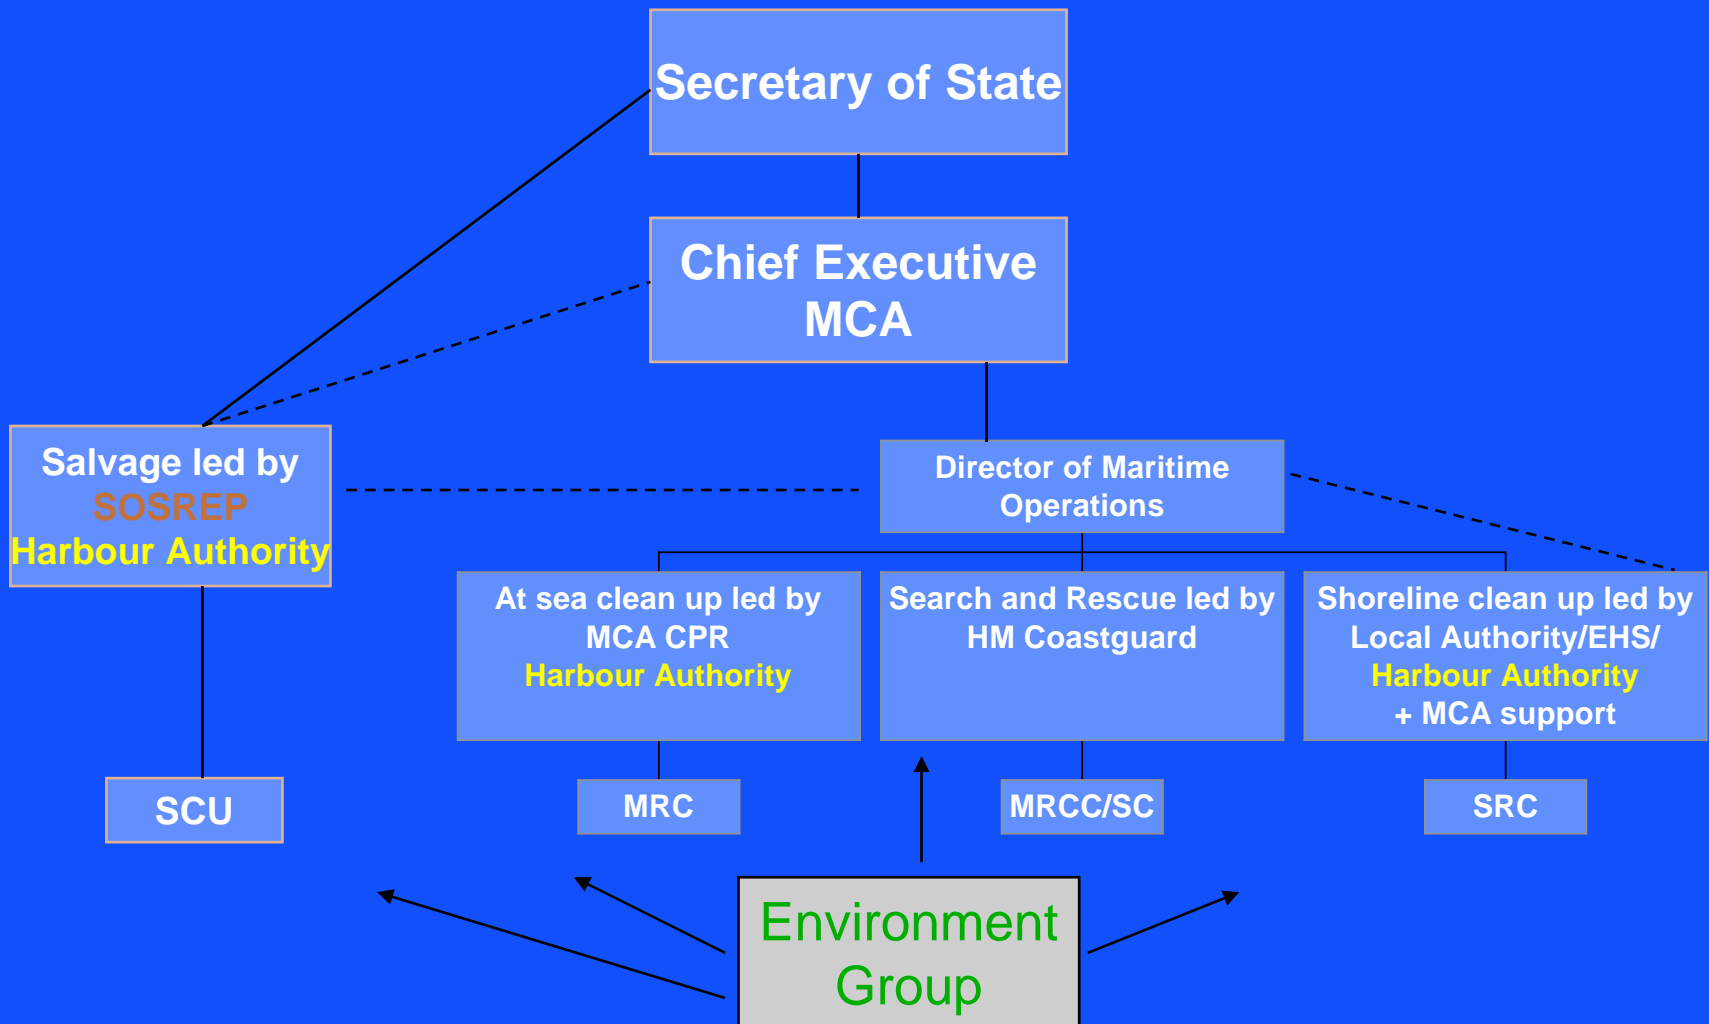 Secretary of State
Chief Executive
MCA
Salvage led by
SOSREP
Harbour Authority
Director of Maritime
Operations
At sea clean up led by
MCA CPR
Harbour Authority
Search and Rescue led by
HM Coastguard
Shoreline clean up led by
Local Authority/EHS/
Harbour Authority
+ MCA support
SCU
MRC
MRCC/SC
SRC
Environment
Group